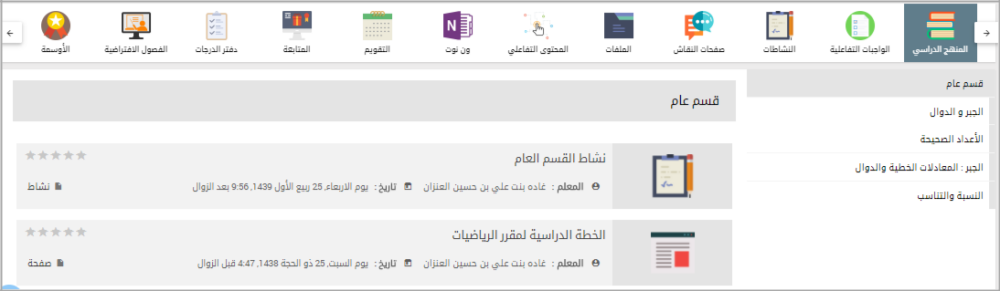 المنهج الدراسي
الواجبات التفاعلية
النشاطات
صفحات النقاش
الملفات
المحتوى التفاعلي
ون نوت
التقويم
المتابعة
دفتر الدرجات
الفصول الافتراضية
الأوسمة
قسم عام
الجبر و الدوال
الأعداد الصحيحة
الجبر : المعادلات الخطية والدوال
النسبة والتناسب
قسم عام
نشاط القسم العام
المعلم : غاده بنت علي بن حسين العنزان تاريخ : يوم الاربعاء, 25 ربيع الأول 1439, 9:56 بعد الزوال
نشاط
الخطة الدراسية لمقرر الرياضيات
المعلم : غاده بنت علي بن حسين العنزان تاريخ : يوم السبت, 25 ذو الحجة 1438, 4:47 قبل الزوال
صفحة